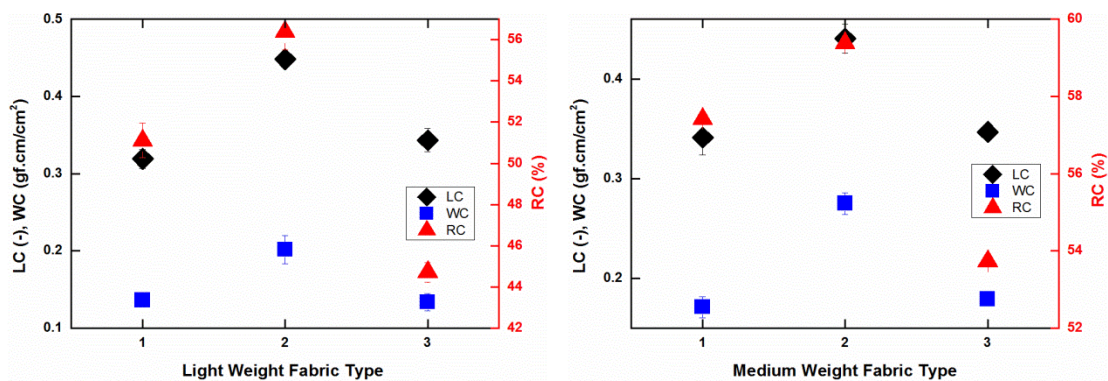 0.5
0.4
0.3
0.2
0.1
LC (-), WC (gf.cm/cm²)
56
54
52
50
48
46
44
42
RC (%)
LC
WC
RC
1
2
3
Light Weight Fabric Type
0.4
0.3
0.2
LC (-), WC (gf.cm/cm²)
60
58
56
54
52
RC (%)
LC
WC
RC
1
2
3
Medium Weight Fabric Type